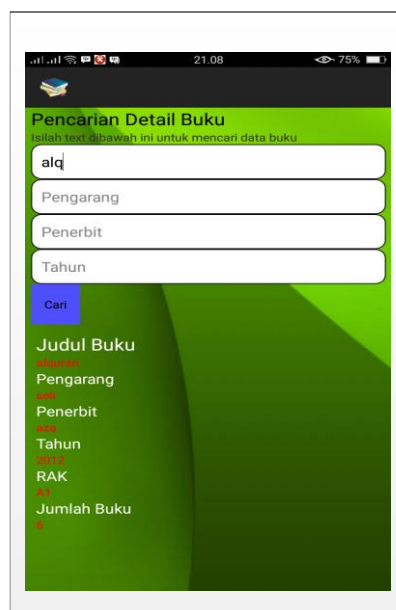 21.08
75%
Pencarian Detail Buku
Isilah text dibawah ini untuk mencari data buku
alq
Pengarang
Penerbit
Tahun
Cari
Judul Buku
alquran
Pengarang
seli
Penerbit
aza
Tahun
2012
RAK
A1
Jumlah Buku
6